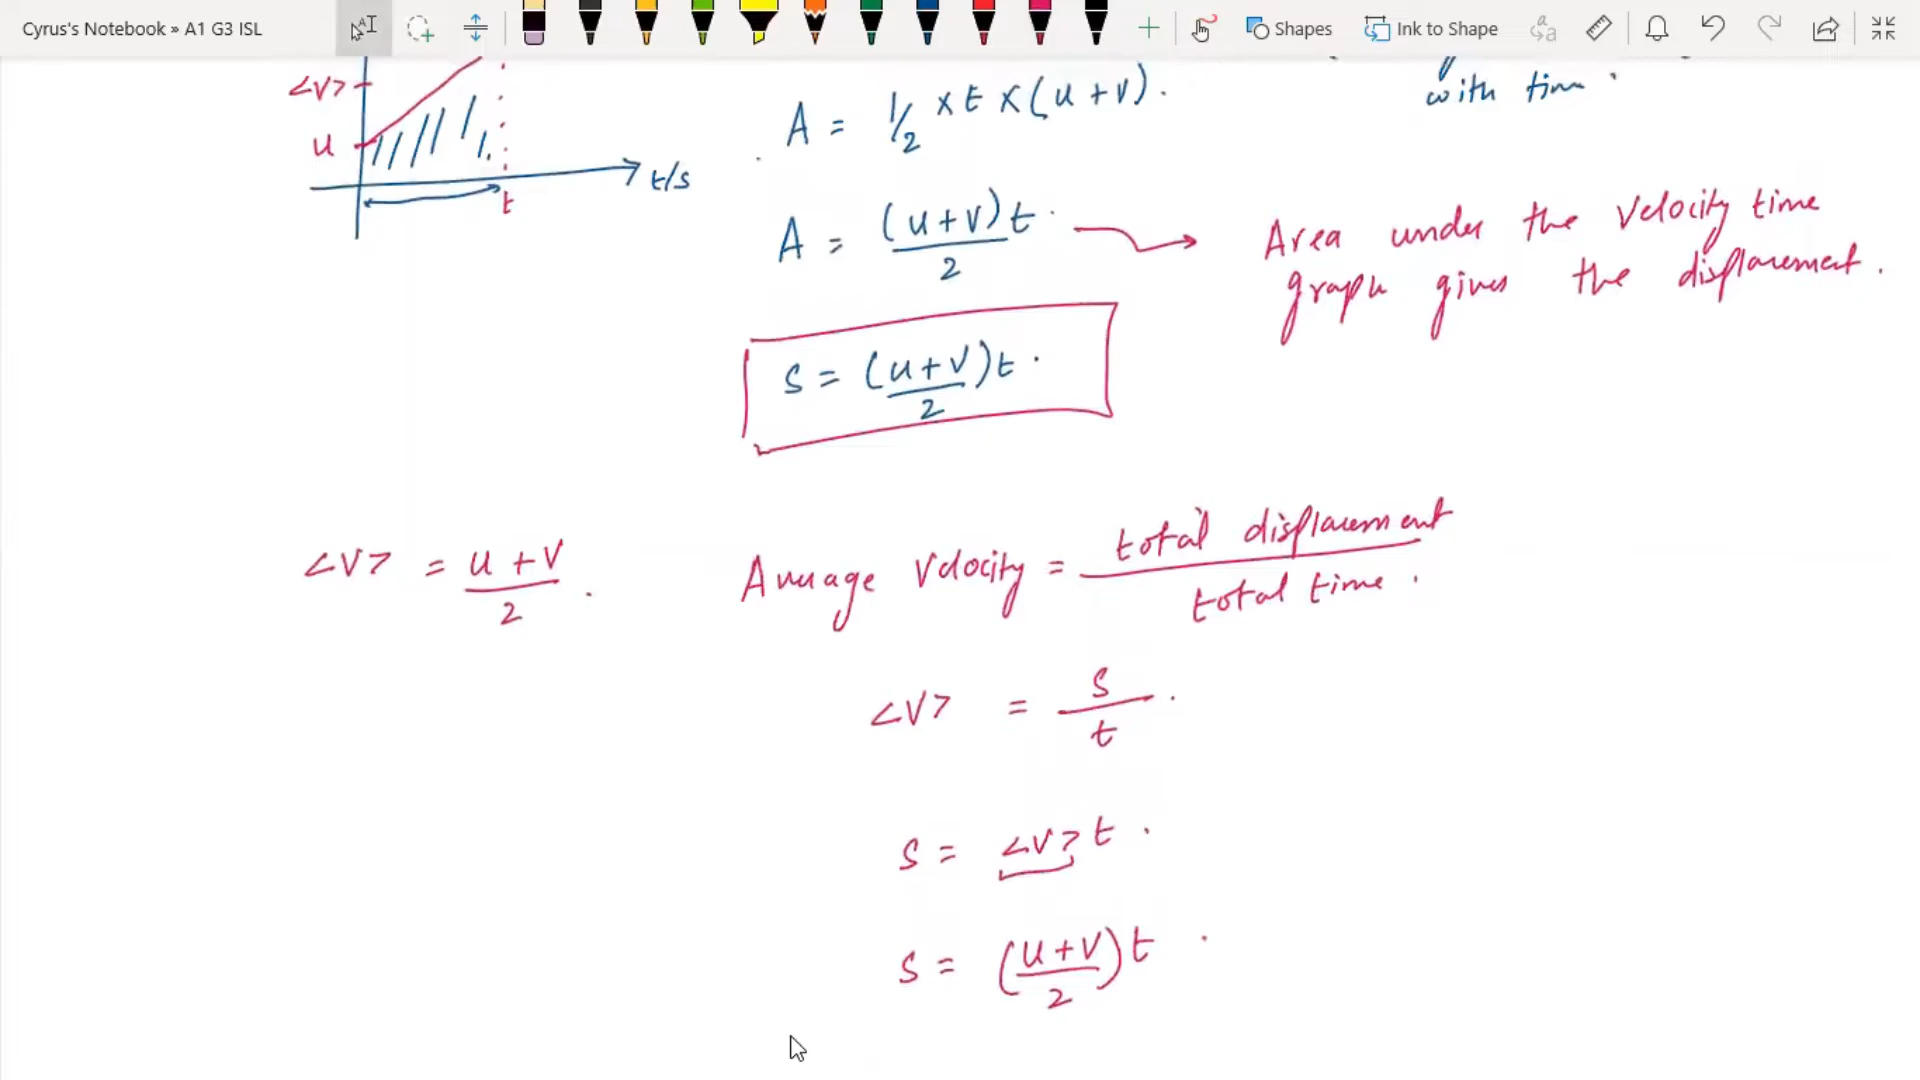 Cyrus's Notebook » A1 G3 ISL
Shapes
Ink to Shape
<V>
u
t/s
t
A = 1/2 × t × (u + v).
with time.
A = (u+v)t / 2
Area under the Velocity time
graph gives the displacement.
S = (u+v)t / 2
<V> = u + v / 2 .
Average Velocity = total displacement / total time .
<V> = s / t .
S = <V> t .
S = (u+v / 2) t .